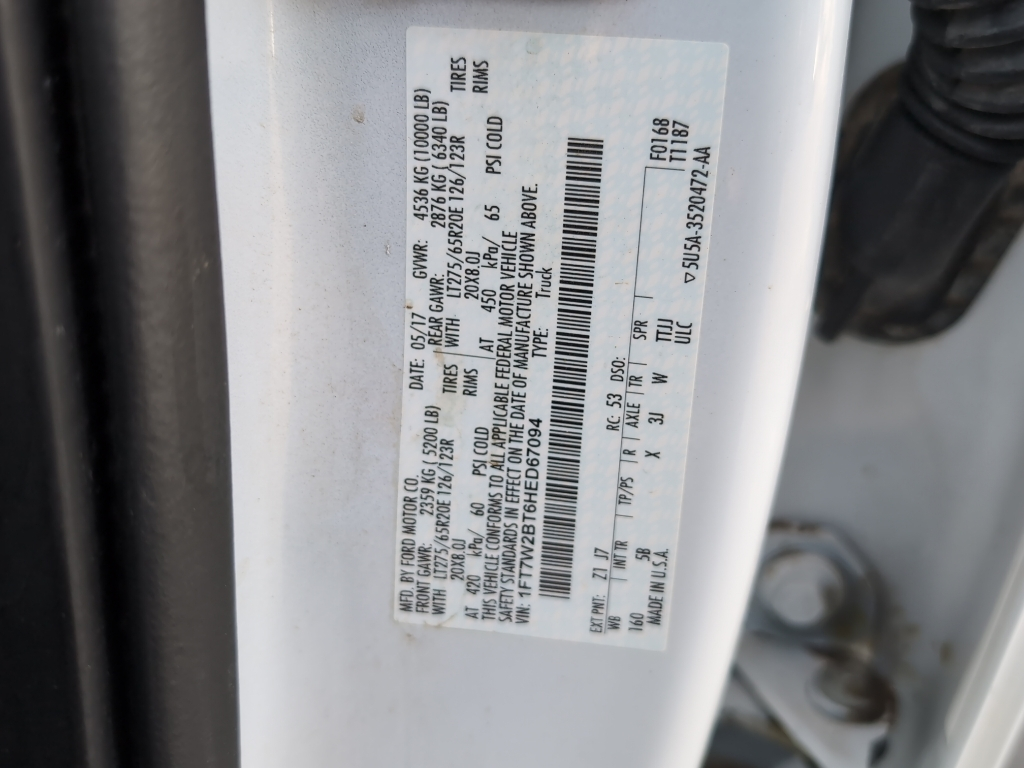 MFD. BY FORD MOTOR CO.
DATE: 05/17 GVWR: 4536 KG (10000 LB)
FRONT GAWR: 2359 KG ( 5200 LB)
REAR GAWR: 2876 KG ( 6340 LB)
LT275/65R20E 126/123R TIRES
WITH LT275/65R20E 126/123R TIRES
20X8.0J RIMS
20X8.0J RIMS
AT 420 kPa/ 60 PSI COLD
AT 450 kPa/ 65 PSI COLD
THIS VEHICLE CONFORMS TO ALL APPLICABLE FEDERAL MOTOR VEHICLE
SAFETY STANDARDS IN EFFECT ON THE DATE OF MANUFACTURE SHOWN ABOVE.
VIN: 1FT7W2BT6HED67094
TYPE: Truck
EXT PNT: Z1 J7 RC: 53 DSO: F016B
T1187
WB INT TR TP/PS R AXLE TR SPR
160 5B X 3J W TTJJ
MADE IN U.S.A. ULC
▽5U5A-3520472-AA